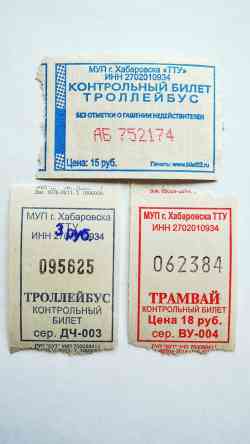 МУП г. Хабаровска «ТТУ»
ИНН 2702010934
КОНТРОЛЬНЫЙ БИЛЕТ
ТРОЛЛЕЙБУС
БЕЗ ОТМЕТКИ О ГАШЕНИИ НЕДЕЙСТВИТЕЛЕН
АБ 752174
Цена: 15 руб.
МУП г. Хабаровска
ТТУ
3 руб.
ИНН 2702010934
095625
ТРОЛЛЕЙБУС
КОНТРОЛЬНЫЙ
БИЛЕТ
сер. ДЧ-003
МУП г. Хабаровска ТТУ
ИНН 2702010934
062384
ТРАМВАЙ
КОНТРОЛЬНЫЙ БИЛЕТ
Цена 18 руб.
сер. ВУ-004